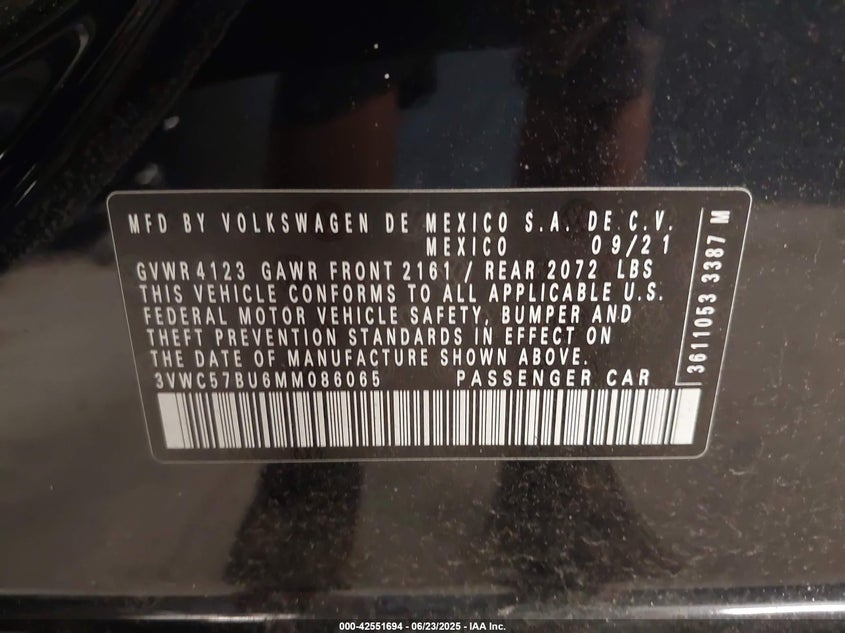 MFD BY VOLKSWAGEN DE MEXICO S.A. DE C.V.
MEXICO 09/21
GVWR 4123 GAWR FRONT 2161 / REAR 2072 LBS
THIS VEHICLE CONFORMS TO ALL APPLICABLE U.S.
FEDERAL MOTOR VEHICLE SAFETY, BUMPER AND
THEFT PREVENTION STANDARDS IN EFFECT ON
THE DATE OF MANUFACTURE SHOWN ABOVE.
3VWC57BU6MM086065 PASSENGER CAR
3611053 3387 M
000-42551694 - 06/23/2025 - IAA Inc.